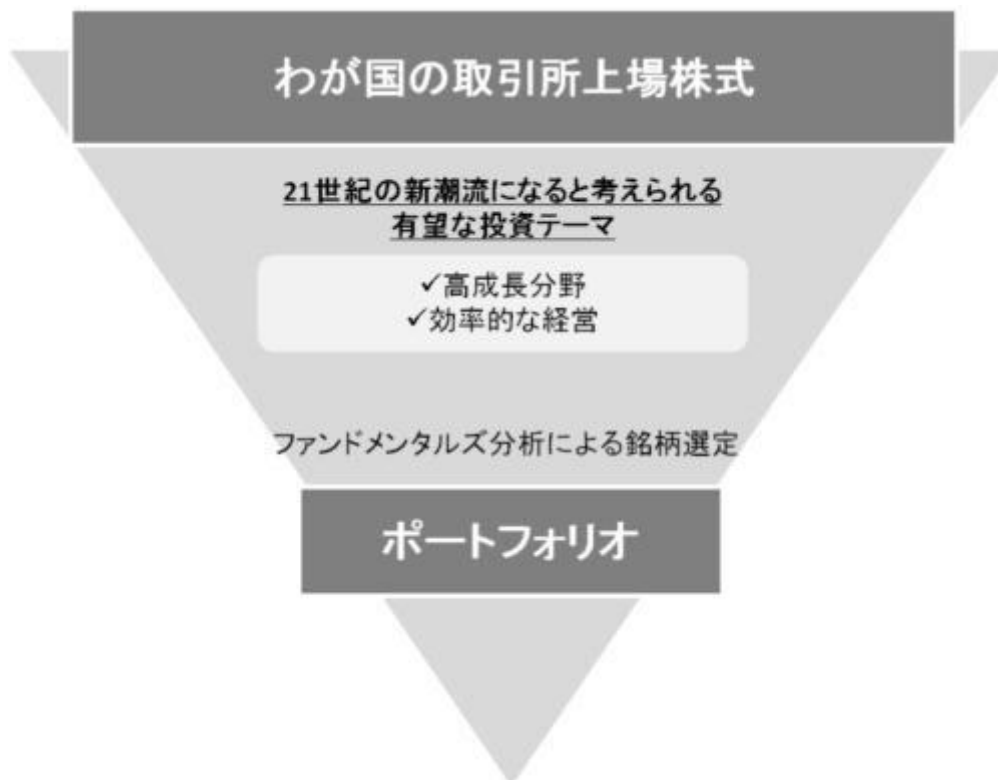 わが国の取引所上場株式
21世紀の新潮流になると考えられる
有望な投資テーマ
✓高成長分野
✓効率的な経営
ファンドメンタルズ分析による銘柄選定
ポートフォリオ